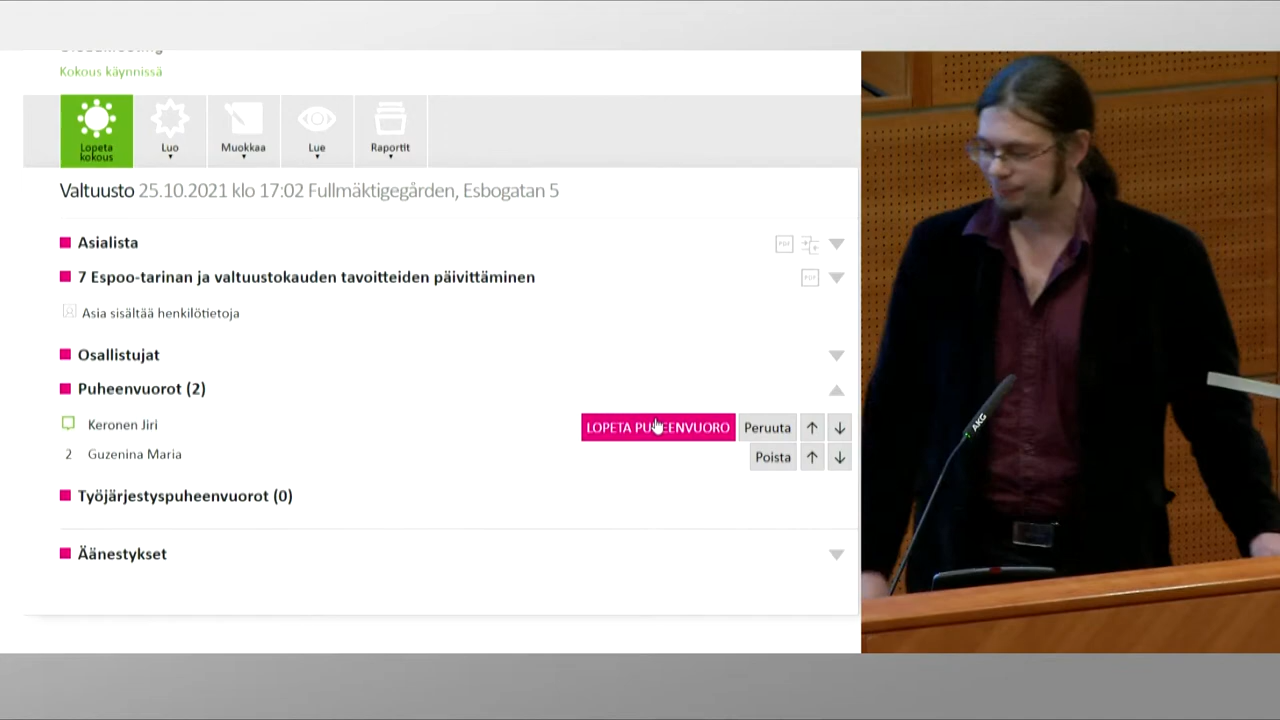 Kokous käynnissä
Lopeta kokous
Luo
Muokkaa
Lue
Raportit
Valtuusto 25.10.2021 klo 17:02 Fullmäktigegården, Esbogatan 5
Asialista
PDF
7 Espoo-tarinan ja valtuustokauden tavoitteiden päivittäminen
PDF
Asia sisältää henkilötietoja
Osallistujat
Puheenvuorot (2)
Keronen Jiri
LOPETA PUHEENVUORO Peruuta
2 Guzenina Maria
Poista
Työjärjestyspuheenvuorot (0)
Äänestykset
AKG